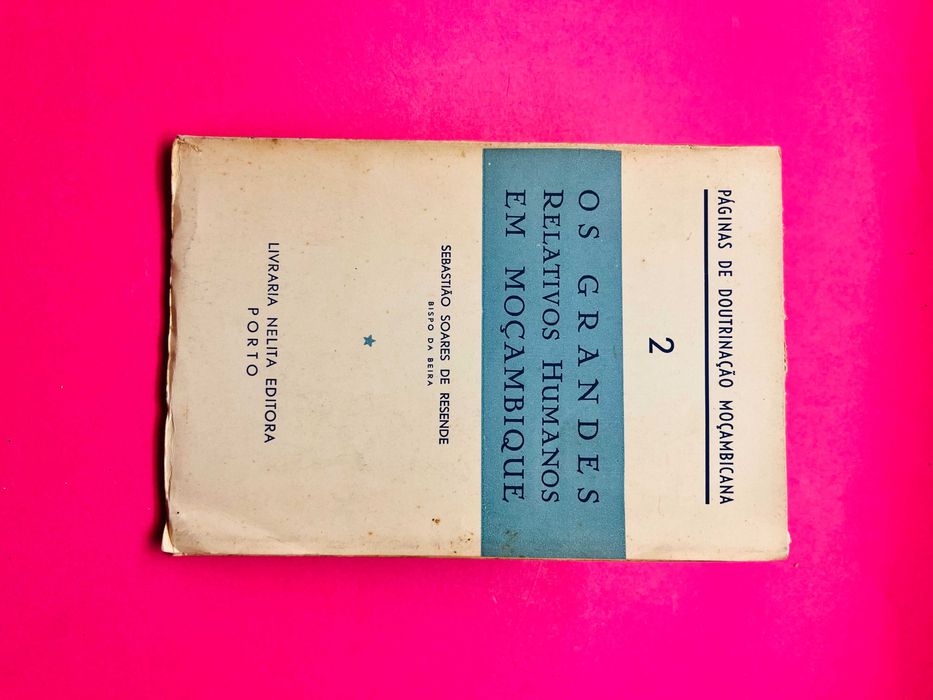 PÁGINAS DE DOUTRINAÇÃO MOÇAMBICANA
2
OS GRANDES
RELATIVOS HUMANOS
EM MOÇAMBIQUE
SEBASTIÃO SOARES DE RESENDE
BISPO DA BEIRA
LIVRARIA NELITA EDITORA
PORTO